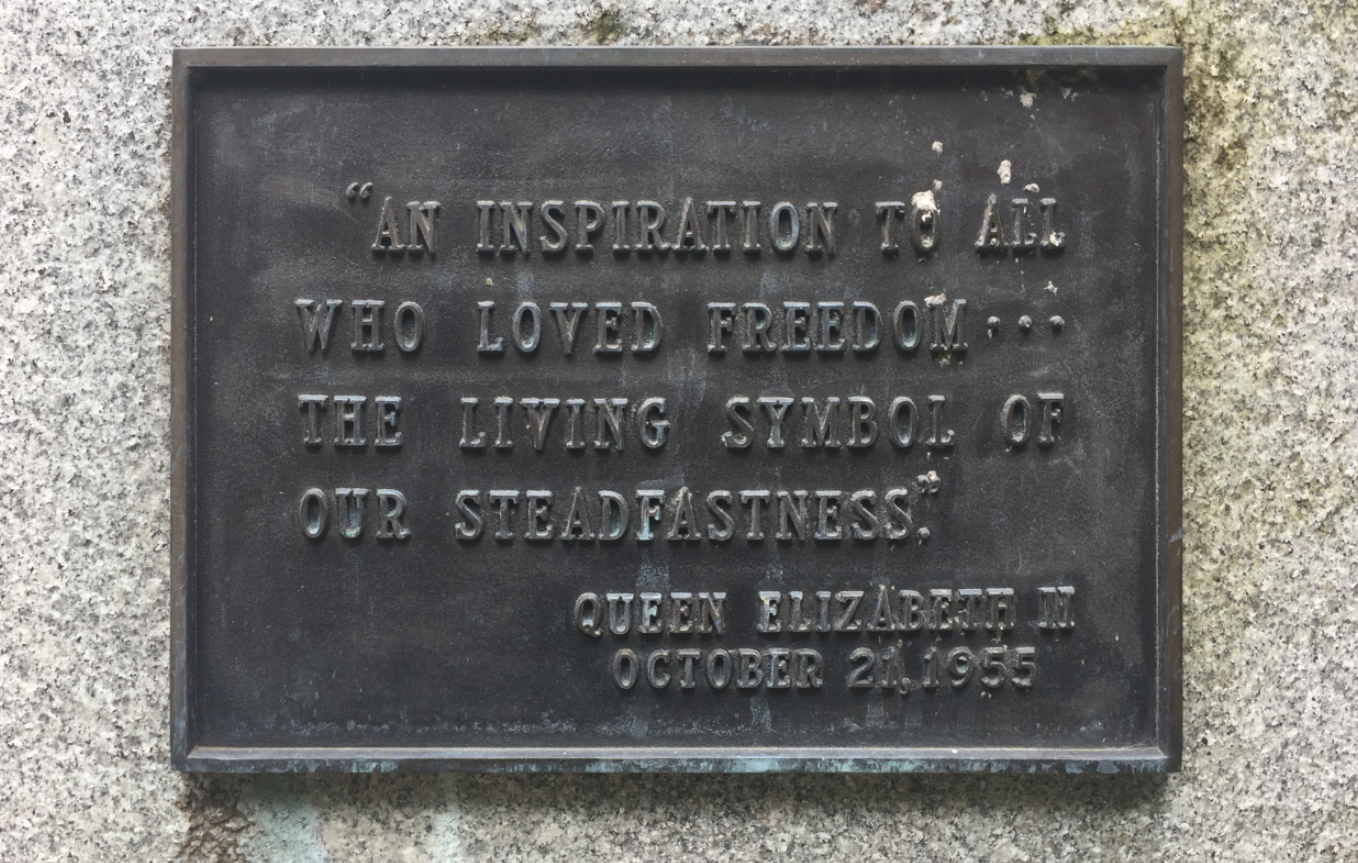 “AN INSPIRATION TO ALL
WHO LOVED FREEDOM...
THE LIVING SYMBOL OF
OUR STEADFASTNESS.”
QUEEN ELIZABETH II
OCTOBER 21, 1955